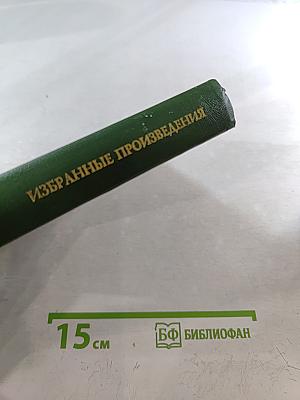 ИЗБРАННЫЕ ПРОИЗВЕДЕНИЯ
15 см
БФ БИБЛИОФАН